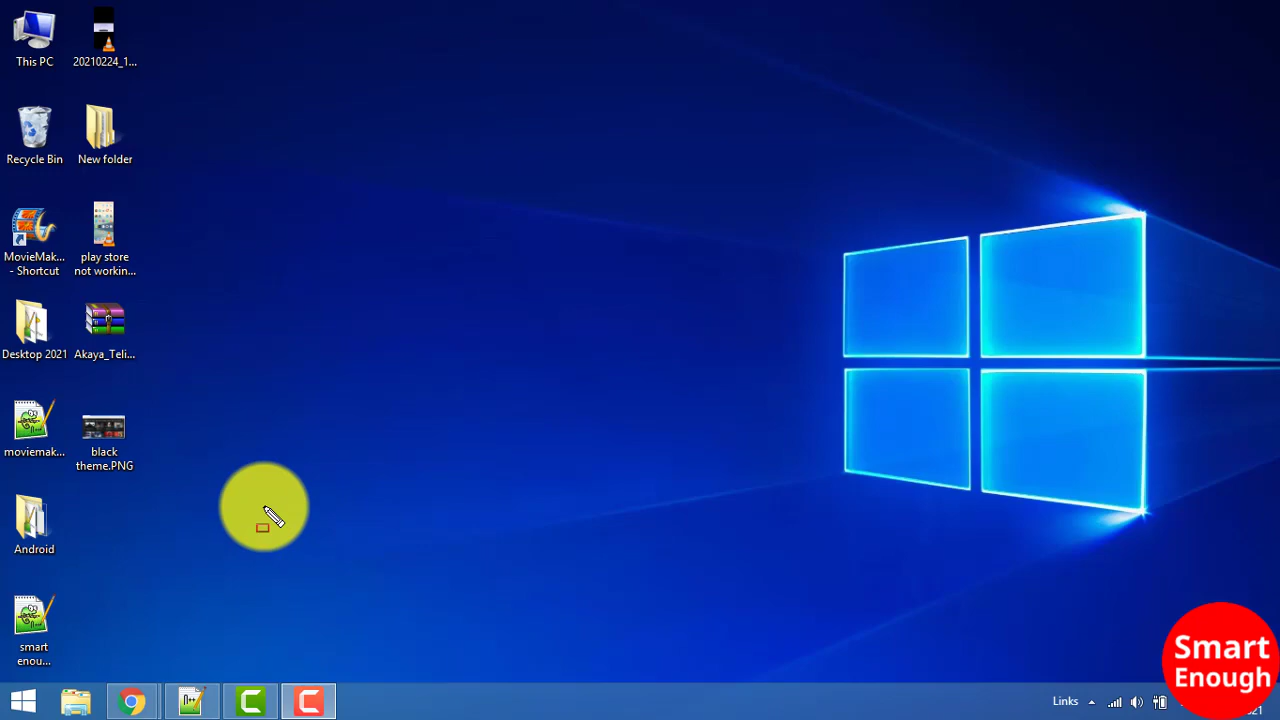 This PC
20210224_1...
Recycle Bin
New folder
MovieMak...
- Shortcut
play store
not workin...
Desktop 2021
Akaya_Teli...
moviemak...
black
theme.PNG
Android
smart
enou...
Links
Smart
Enough